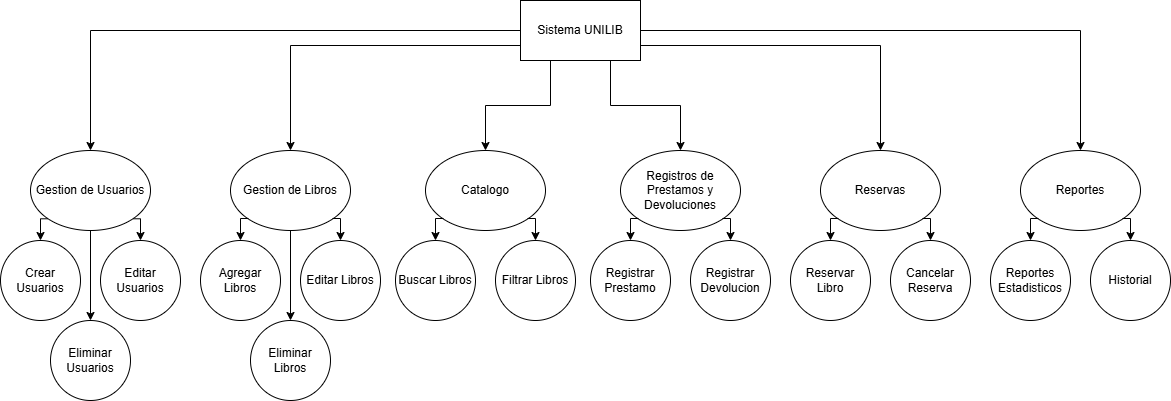 Sistema UNILIB
Gestion de Usuarios
Gestion de Libros
Catalogo
Registros de
Prestamos y
Devoluciones
Reservas
Reportes
Crear
Usuarios
Editar
Usuarios
Agregar
Libros
Editar Libros
Buscar Libros
Filtrar Libros
Registrar
Prestamo
Registrar
Devolucion
Reservar
Libro
Cancelar
Reserva
Reportes
Estadisticos
Historial
Eliminar
Usuarios
Eliminar
Libros